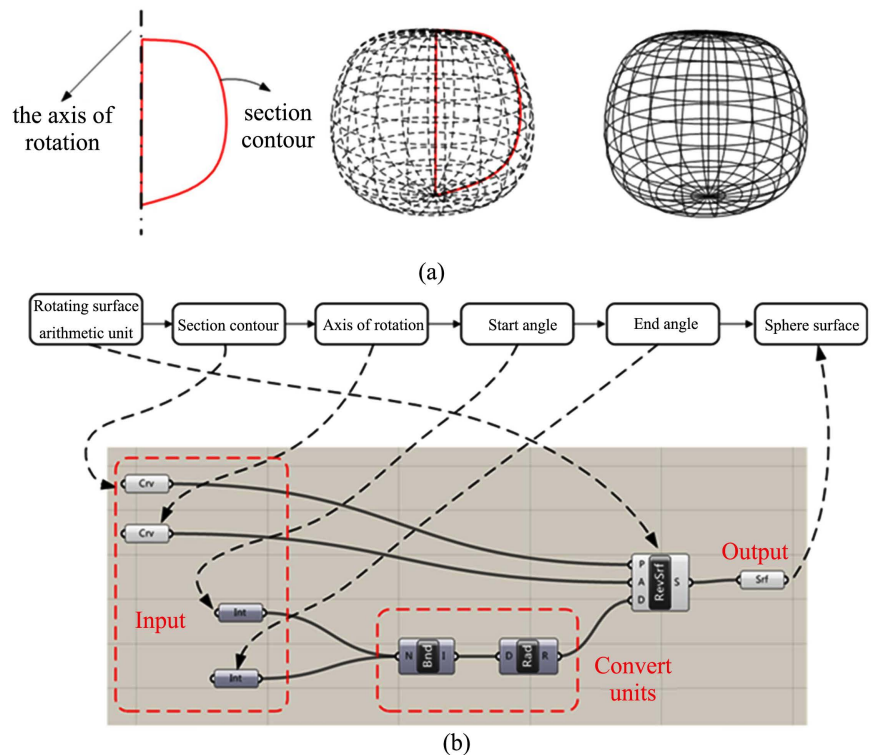 the axis of
rotation
section
contour
(a)
Rotating surface
arithmetic unit
Section contour
Axis of rotation
Start angle
End angle
Sphere surface
Crv
Crv
Input
Int
Int
N Bnd I
D Rad R
Convert
units
P
A
D
RevSrf
S
Output
Srf
(b)